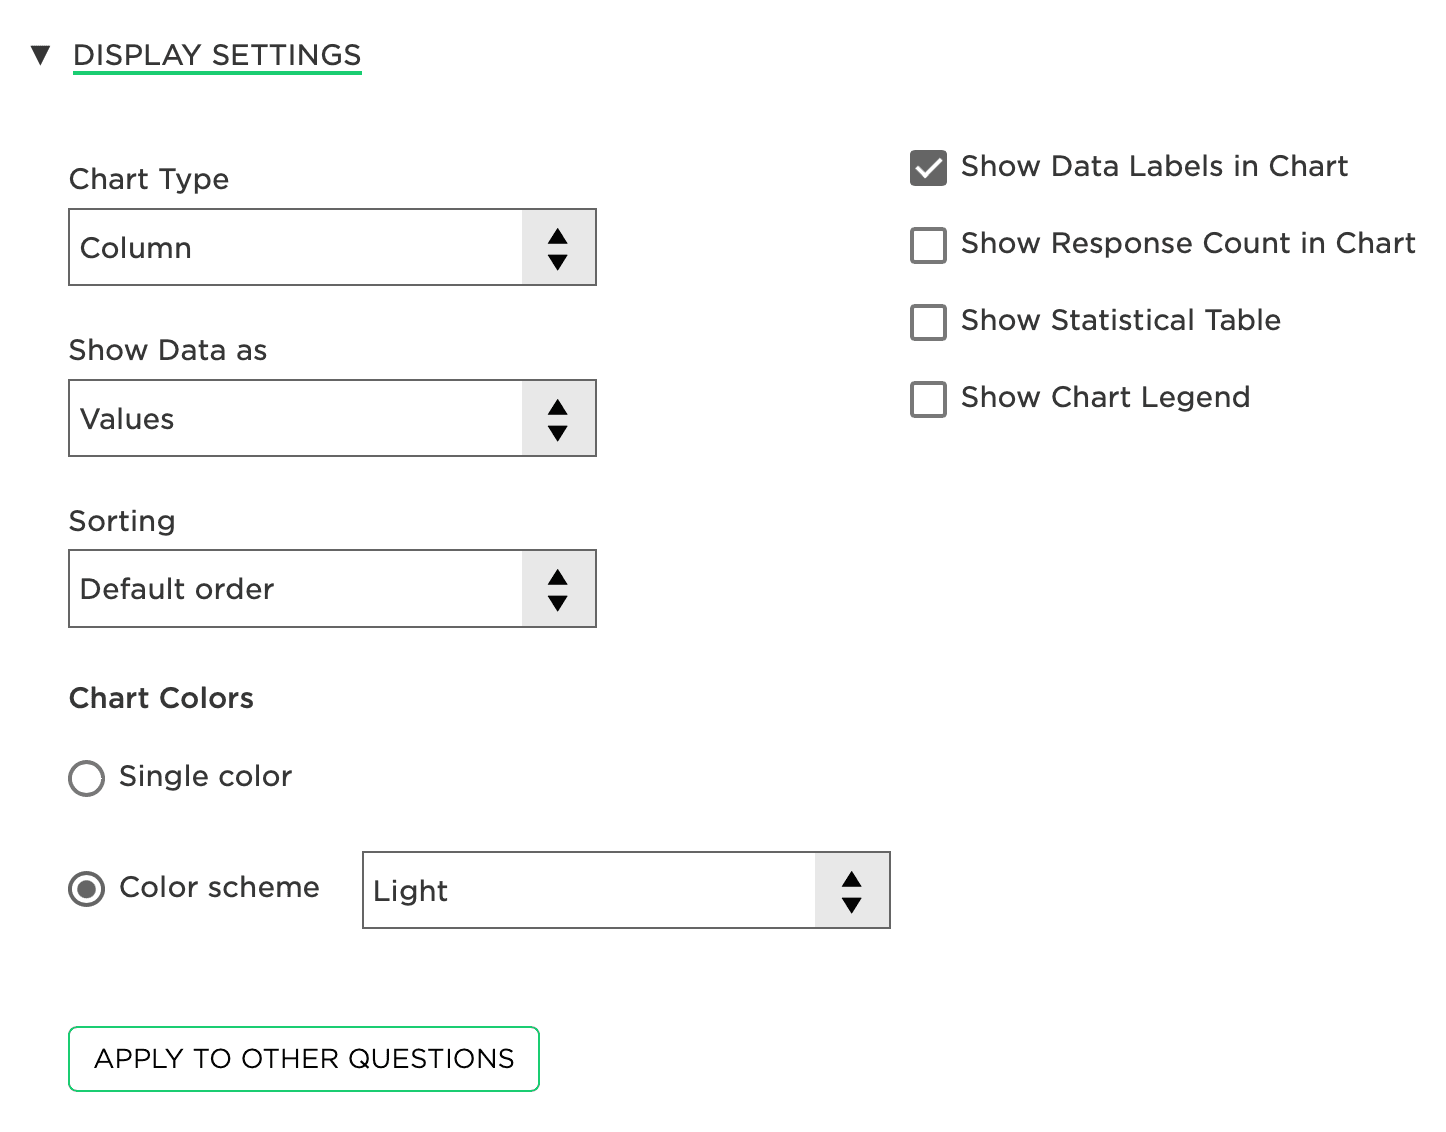 ▼ DISPLAY SETTINGS
Chart Type
Column
Show Data as
Values
Sorting
Default order
Chart Colors
Single color
Color scheme
Light
APPLY TO OTHER QUESTIONS
Show Data Labels in Chart
Show Response Count in Chart
Show Statistical Table
Show Chart Legend